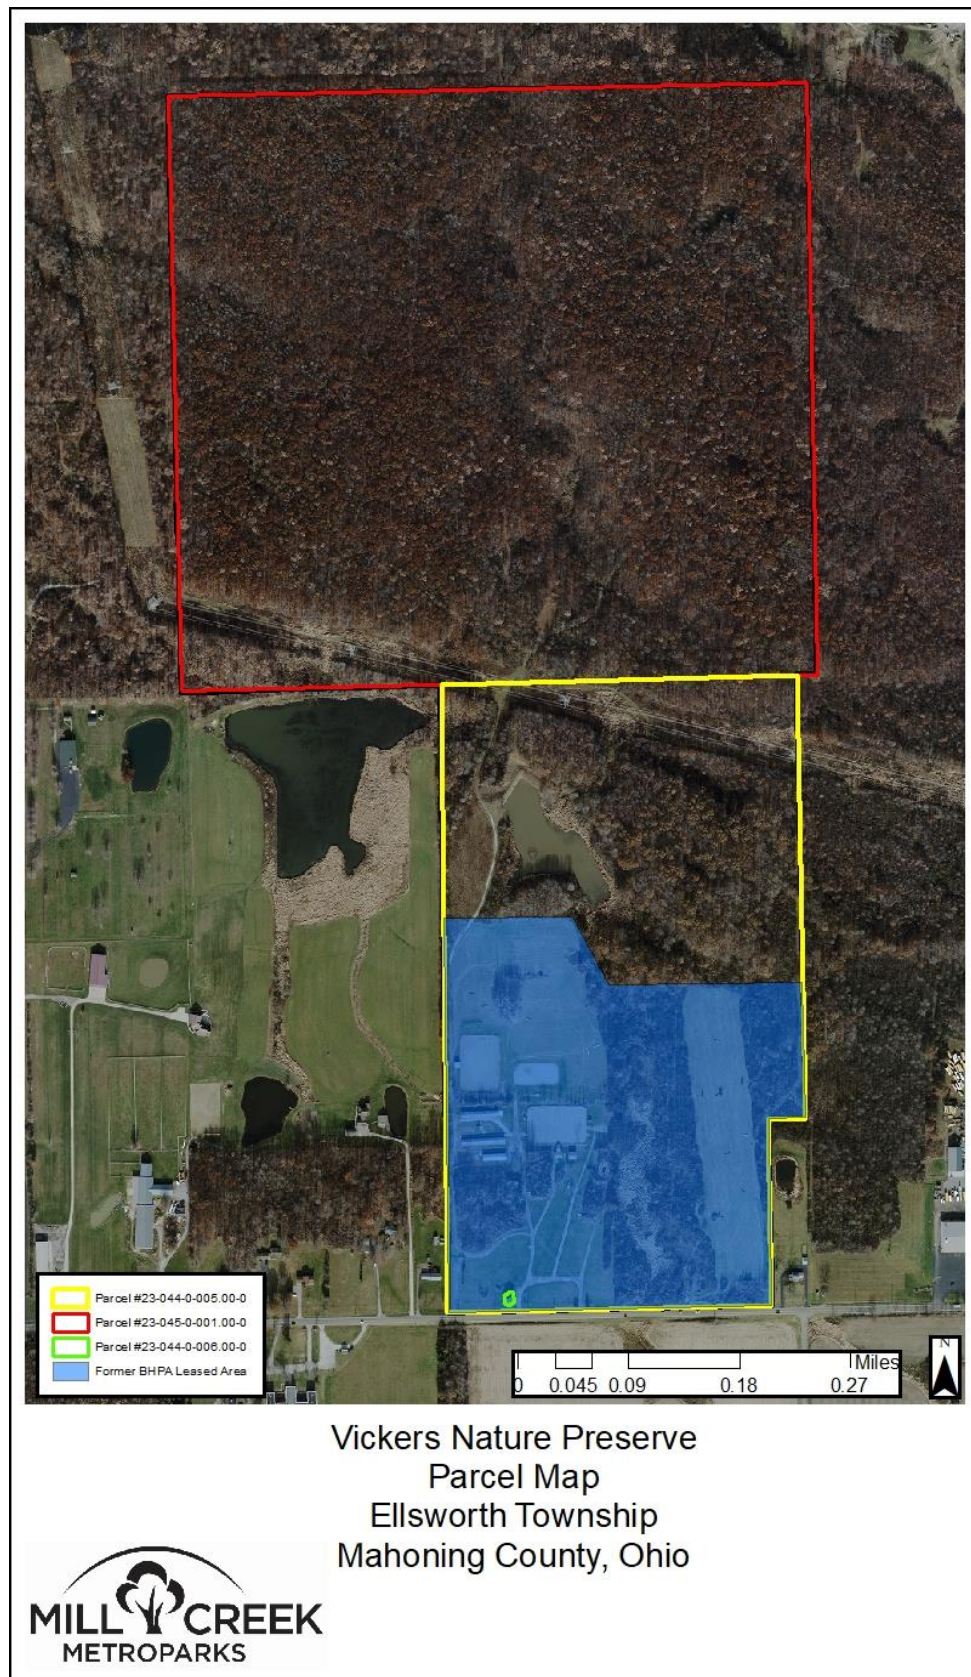 Parcel #23-044-0-005.00-0
Parcel #23-045-0-001.00-0
Parcel #23-044-0-006.00-0
Former BHPA Leased Area
Miles
0 0.045 0.09 0.18 0.27
N
Vickers Nature Preserve
Parcel Map
Ellsworth Township
Mahoning County, Ohio
MILL CREEK
METROPARKS